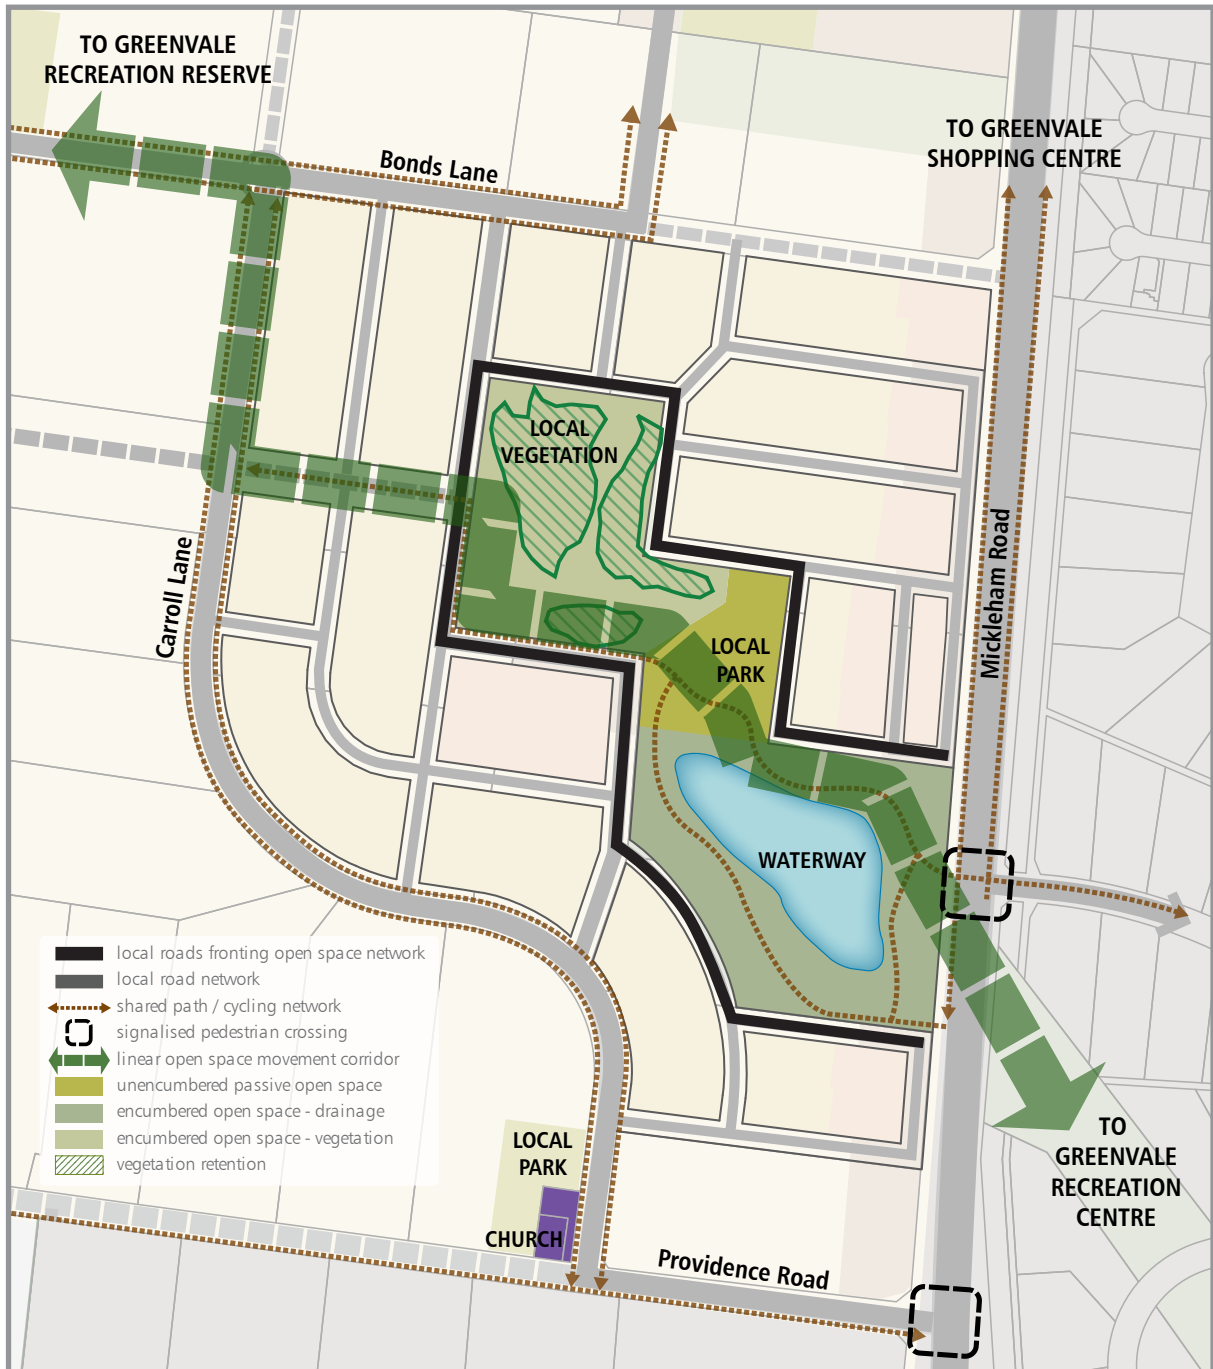 TO GREENVALE
RECREATION RESERVE
Bonds Lane
TO GREENVALE
SHOPPING CENTRE
LOCAL
VEGETATION
Carroll Lane
Mickleham Road
LOCAL
PARK
WATERWAY
local roads fronting open space network
local road network
shared path / cycling network
signalised pedestrian crossing
linear open space movement corridor
unencumbered passive open space
encumbered open space - drainage
encumbered open space - vegetation
vegetation retention
LOCAL
PARK
CHURCH
Providence Road
TO
GREENVALE
RECREATION
CENTRE